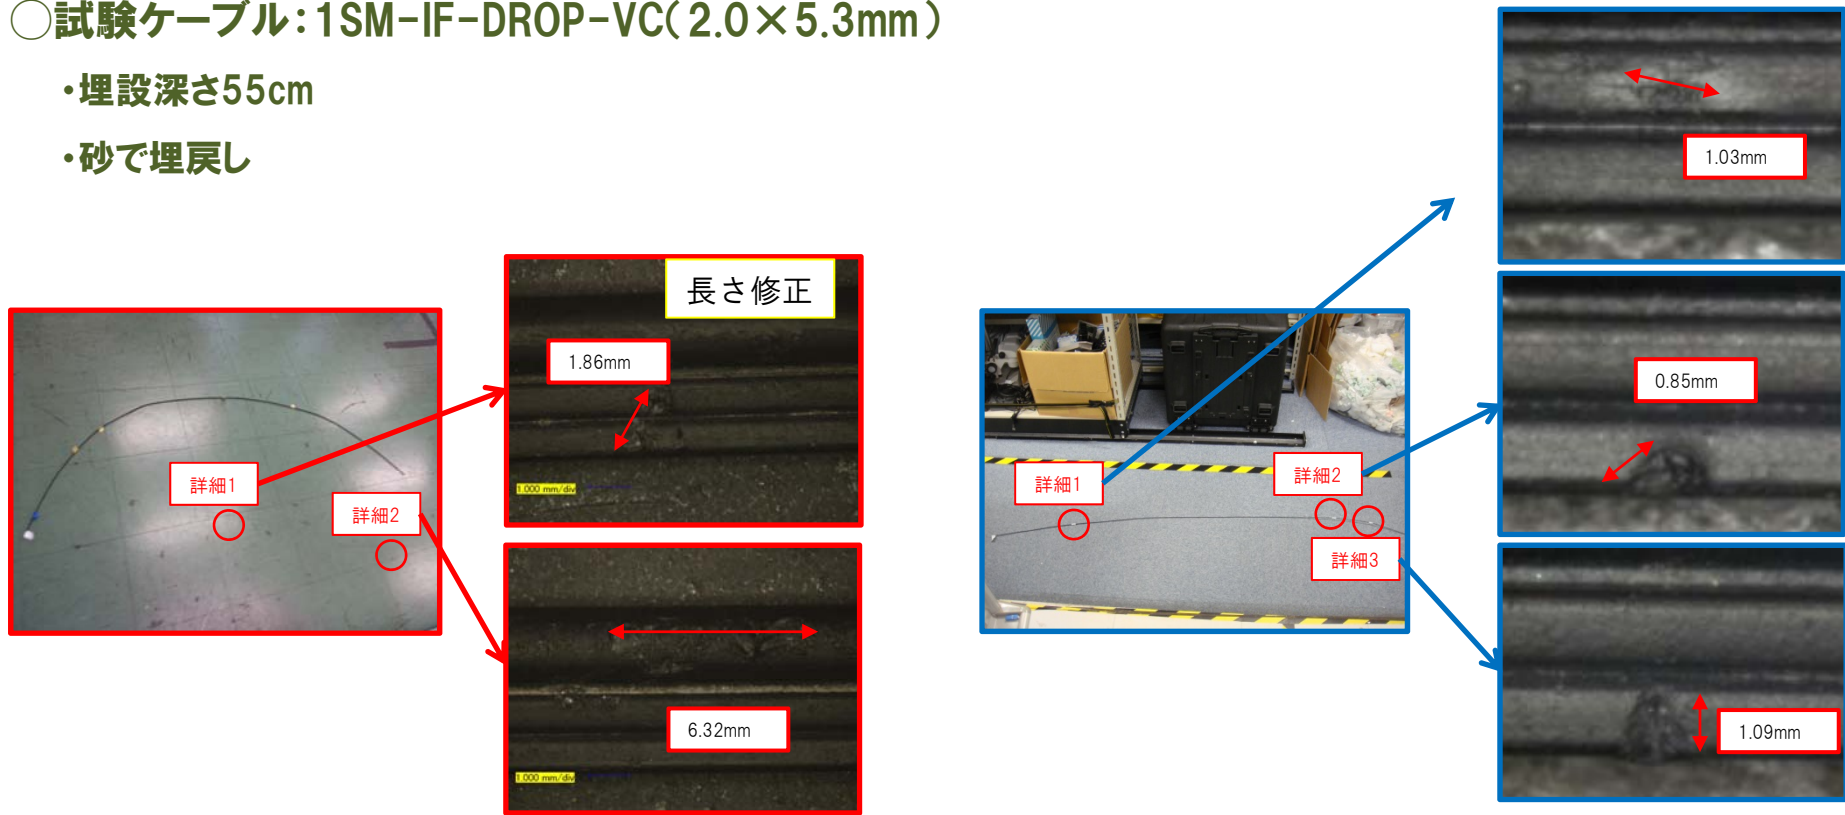 ○試験ケーブル:1SM-IF-DROP-VC(2.0×5.3mm)
・埋設深さ55cm
・砂で埋戻し
長さ修正
1.86mm
1.000 mm/div
詳細1
詳細2
6.32mm
1.000 mm/div
1.03mm
0.85mm
詳細1
詳細2
詳細3
1.09mm